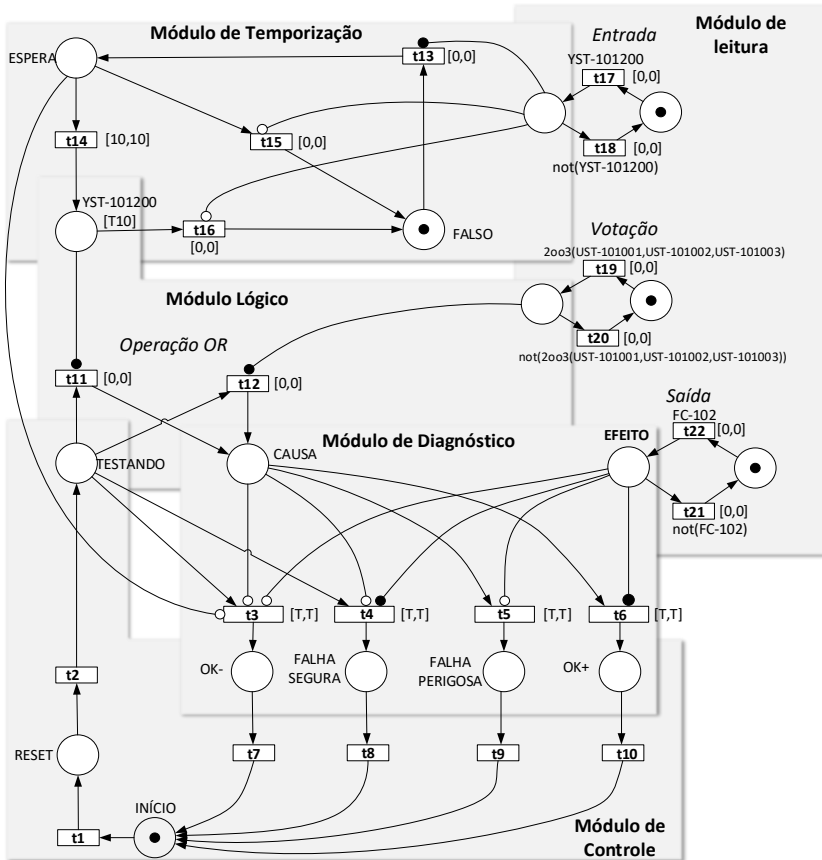 Módulo de Temporização
Entrada
Módulo de
leitura
ESPERA
t13
[0,0]
YST-101200
t17
[0,0]
t14
[10,10]
t15
[0,0]
t18
[0,0]
not(YST-101200)
YST-101200
[T10]
t16
[0,0]
FALSO
Votação
2oo3(UST-101001,UST-101002,UST-101003)
t19
[0,0]
Módulo Lógico
t20
[0,0]
not(2oo3(UST-101001,UST-101002,UST-101003))
Operação OR
t11
[0,0]
t12
[0,0]
Saída
FC-102
t22
[0,0]
Módulo de Diagnóstico
EFEITO
TESTANDO
CAUSA
t21
[0,0]
not(FC-102)
t3
[T,T]
t4
[T,T]
t5
[T,T]
t6
[T,T]
OK-
FALHA
SEGURA
FALHA
PERIGOSA
OK+
t2
t7
t8
t9
t10
RESET
INÍCIO
t1
Módulo de
Controle